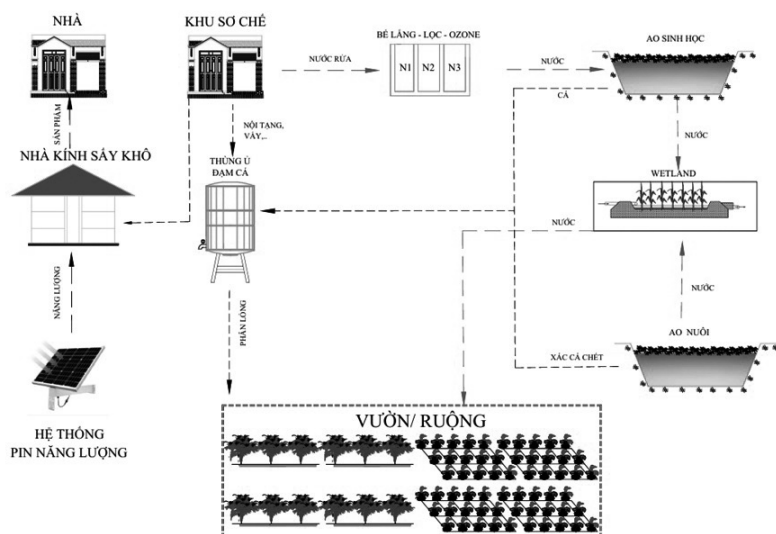 NHÀ
KHU SƠ CHẾ
BỂ LẮNG - LỌC - OZONE
AO SINH HỌC
NƯỚC RỬA
N1 N2 N3
NƯỚC
CÁ
SẢN PHẨM
NỘI TẠNG,
VẢY,..
NƯỚC
NHÀ KÍNH SẤY KHÔ
THÙNG Ủ
ĐẠM CÁ
WETLAND
NƯỚC
NĂNG LƯỢNG
NƯỚC
PHÂN LỎNG
AO NUÔI
XÁC CÁ CHẾT
HỆ THỐNG
PIN NĂNG LƯỢNG
VƯỜN/ RUỘNG